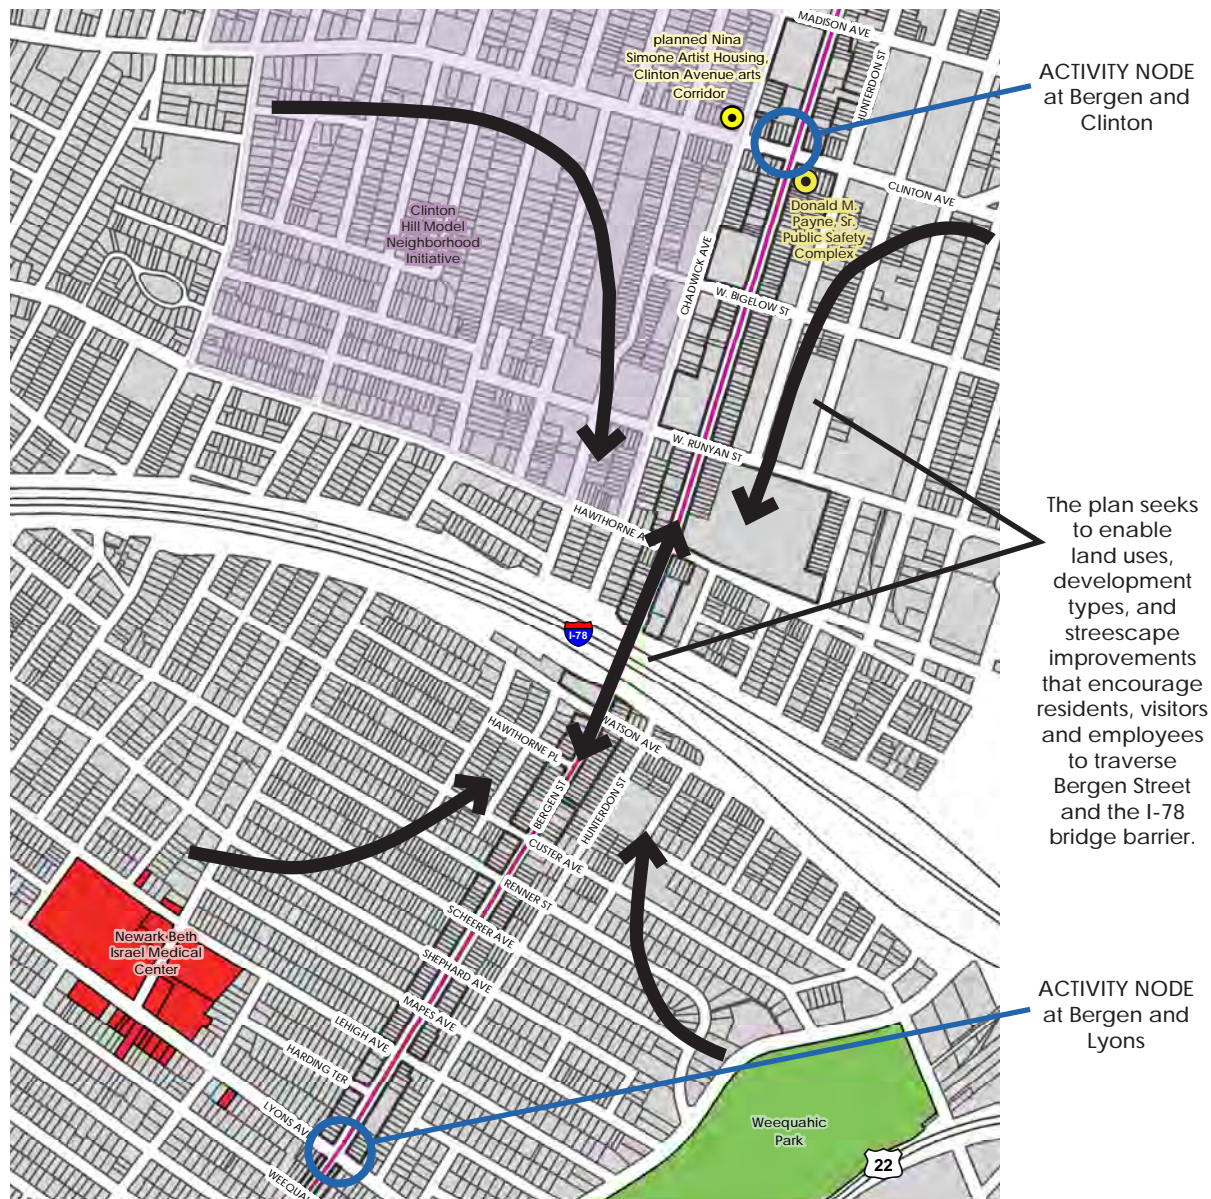 MADISON AVE
planned Nina
Simone Artist Housing,
Clinton Avenue arts
Corridor
HUNTERDON ST
ACTIVITY NODE
at Bergen and
Clinton
CLINTON AVE
Donald M.
Payne, Sr.
Public Safety
Complex
Clinton
Hill Model
Neighborhood
Initiative
CHADWICK AVE
W. BIGELOW ST
W. RUNYAN ST
HAWTHORNE A
The plan seeks
to enable
land uses,
development
types, and
streescape
improvements
that encourage
residents, visitors
and employees
to traverse
Bergen Street
and the I-78
bridge barrier.
I-78
WATSON AVE
HAWTHORNE PL
BERGEN ST
HUNTERDON ST
CUSTER AVE
RENNER ST
SCHEERER AVE
SHEPHARD AVE
MAPES AVE
LEHIGH AVE
HARDING TER
LYONS AV
WEEQUA
Newark Beth
Israel Medical
Center
ACTIVITY NODE
at Bergen and
Lyons
Weequahic
Park
22